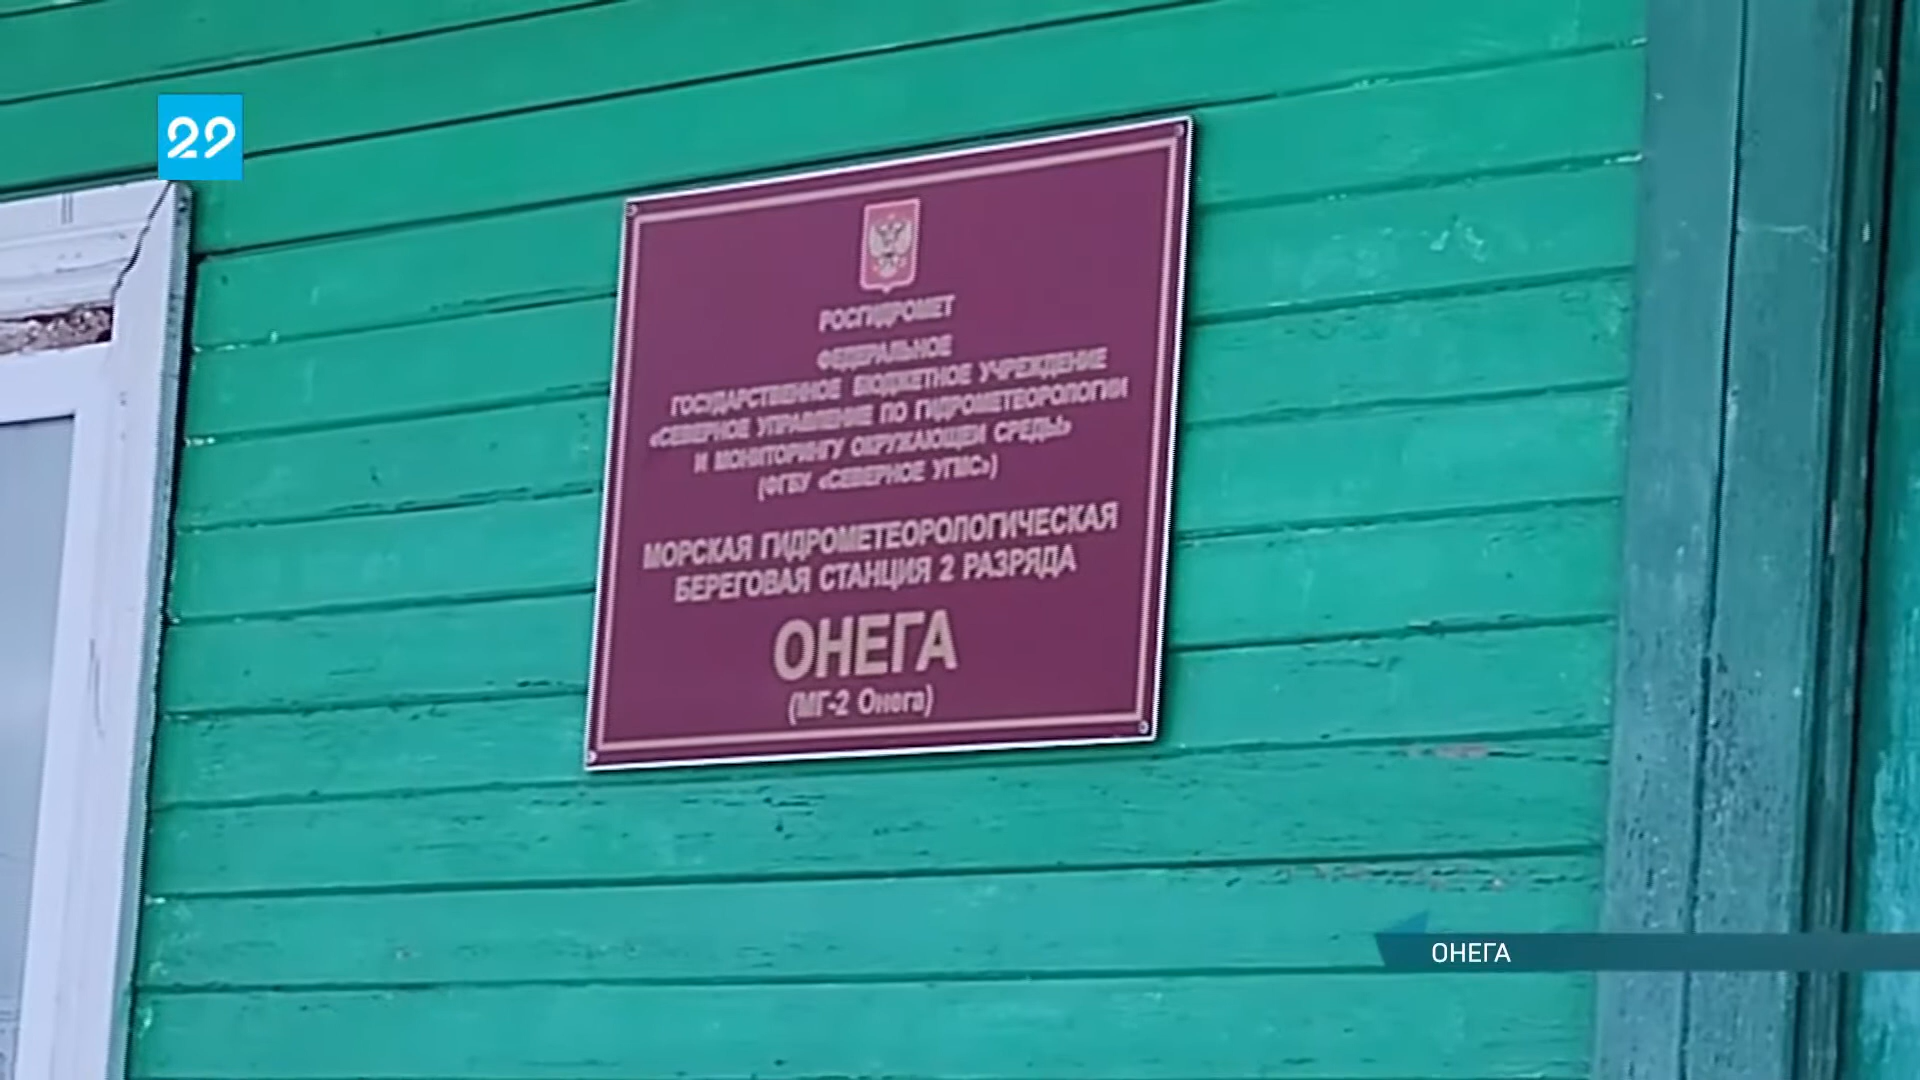 29
РОСГИДРОМЕТ
ФЕДЕРАЛЬНОЕ
ГОСУДАРСТВЕННОЕ БЮДЖЕТНОЕ УЧРЕЖДЕНИЕ
«СЕВЕРНОЕ УПРАВЛЕНИЕ ПО ГИДРОМЕТЕОРОЛОГИИ
И МОНИТОРИНГУ ОКРУЖАЮЩЕЙ СРЕДЫ»
(ФГБУ «СЕВЕРНОЕ УГМС»)
МОРСКАЯ ГИДРОМЕТЕОРОЛОГИЧЕСКАЯ
БЕРЕГОВАЯ СТАНЦИЯ 2 РАЗРЯДА
ОНЕГА
(МГ-2 Онега)
ОНЕГА